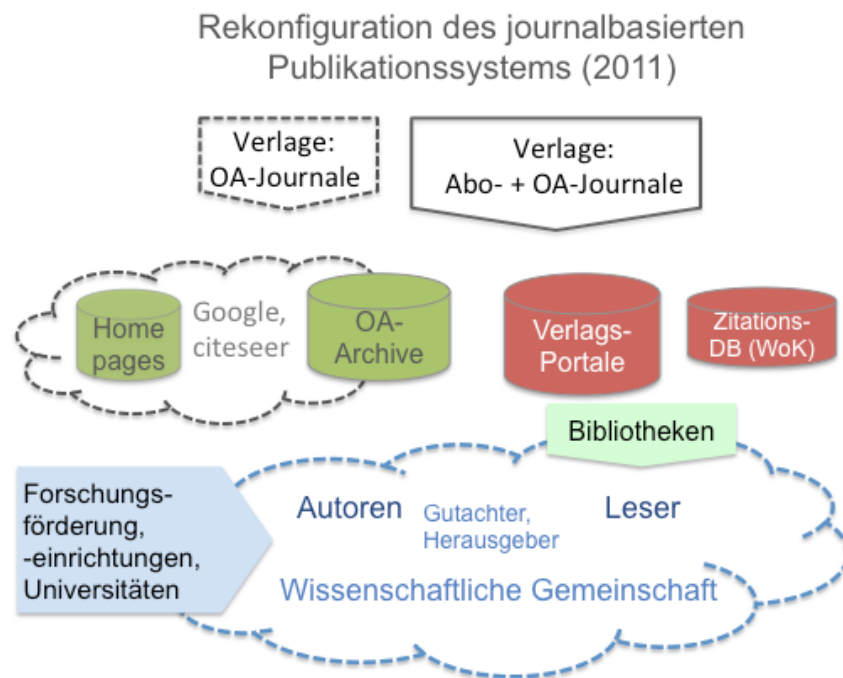 Rekonfiguration des journalbasierten
Publikationssystems (2011)
Verlage:
OA-Journale
Verlage:
Abo- + OA-Journale
Home
pages
Google,
citeseer
OA-
Archive
Verlags-
Portale
Zitations-
DB (WoK)
Bibliotheken
Forschungs-
förderung,
-einrichtungen,
Universitäten
Autoren
Gutachter,
Herausgeber
Leser
Wissenschaftliche Gemeinschaft